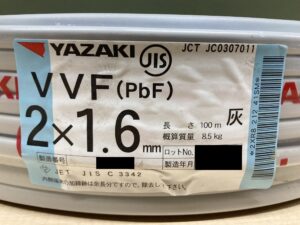 YAZAKI
JIS
JCT JC0307011
VVF(PbF)
2×1.6mm
灰
長さ 100m
概算質量 8.5kg
製造番号
ロットNo.
製造年月
JET JIS C 3342